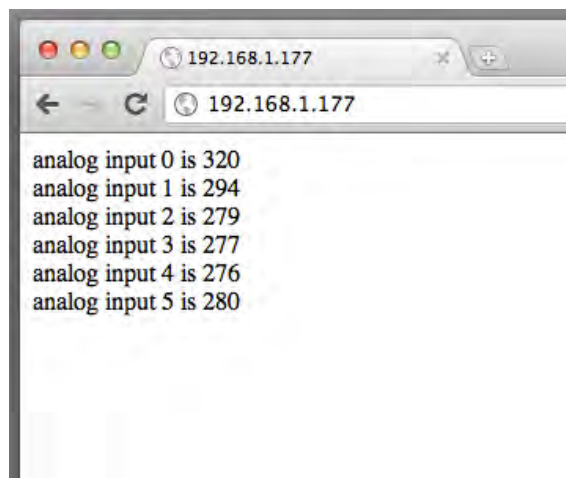 192.168.1.177
192.168.1.177
analog input 0 is 320
analog input 1 is 294
analog input 2 is 279
analog input 3 is 277
analog input 4 is 276
analog input 5 is 280